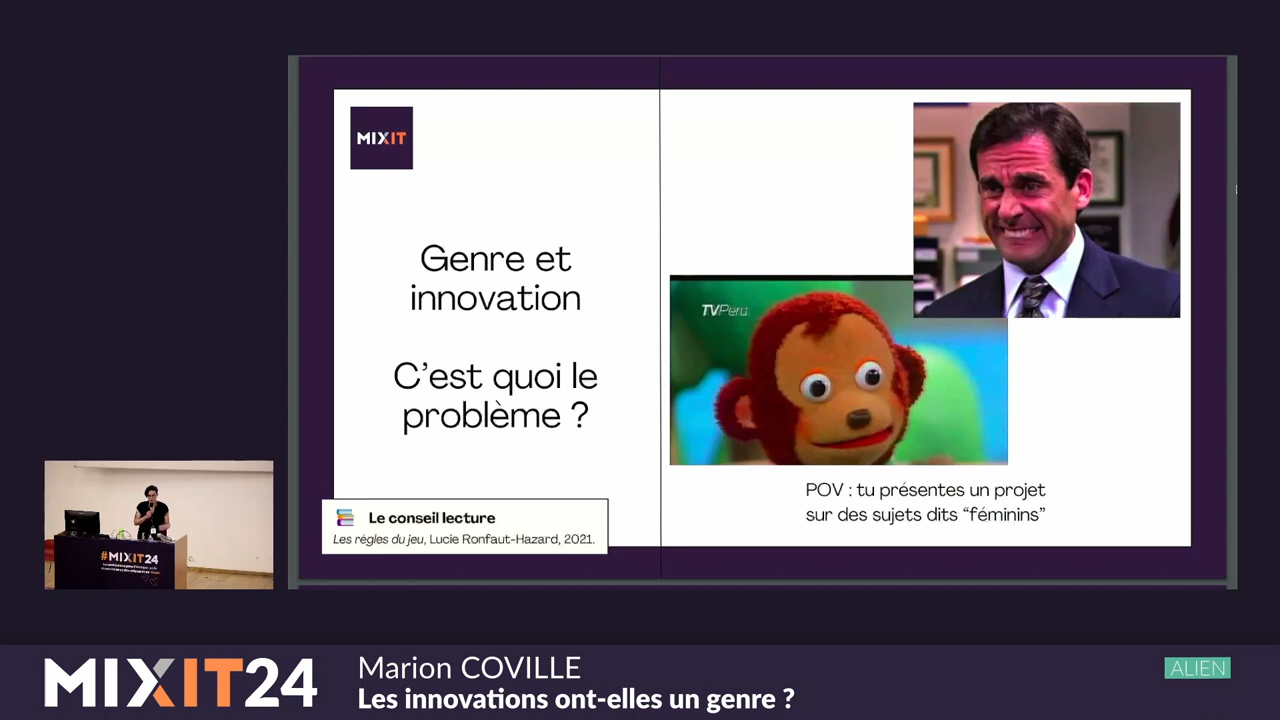 MIXIT
Genre et
innovation
C'est quoi le
problème ?
TVPerú
POV : tu présentes un projet
sur des sujets dits “féminins”
Le conseil lecture
Les règles du jeu, Lucie Ronfaut-Hazard, 2021.
#MIXIT24
MIXIT24
Marion COVILLE
Les innovations ont-elles un genre ?
ALIEN